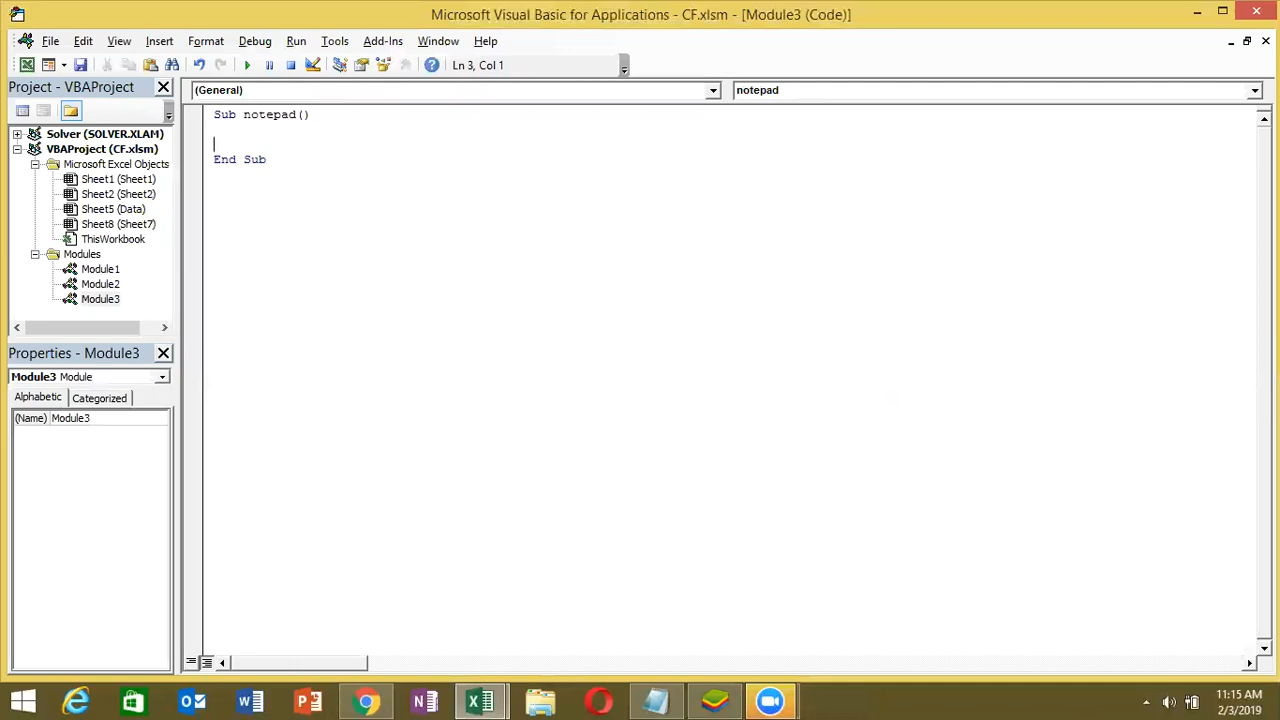 Microsoft Visual Basic for Applications - CF.xlsm - [Module3 (Code)]
File Edit View Insert Format Debug Run Tools Add-Ins Window Help
Ln 3, Col 1
Project - VBAProject
(General) notepad
Sub notepad()
End Sub
Solver (SOLVER.XLAM)
VBAProject (CF.xlsm)
Microsoft Excel Objects
Sheet1 (Sheet1)
Sheet2 (Sheet2)
Sheet5 (Data)
Sheet8 (Sheet7)
ThisWorkbook
Modules
Module1
Module2
Module3
Properties - Module3
Module3 Module
Alphabetic Categorized
(Name) Module3
11:15 AM
2/3/2019